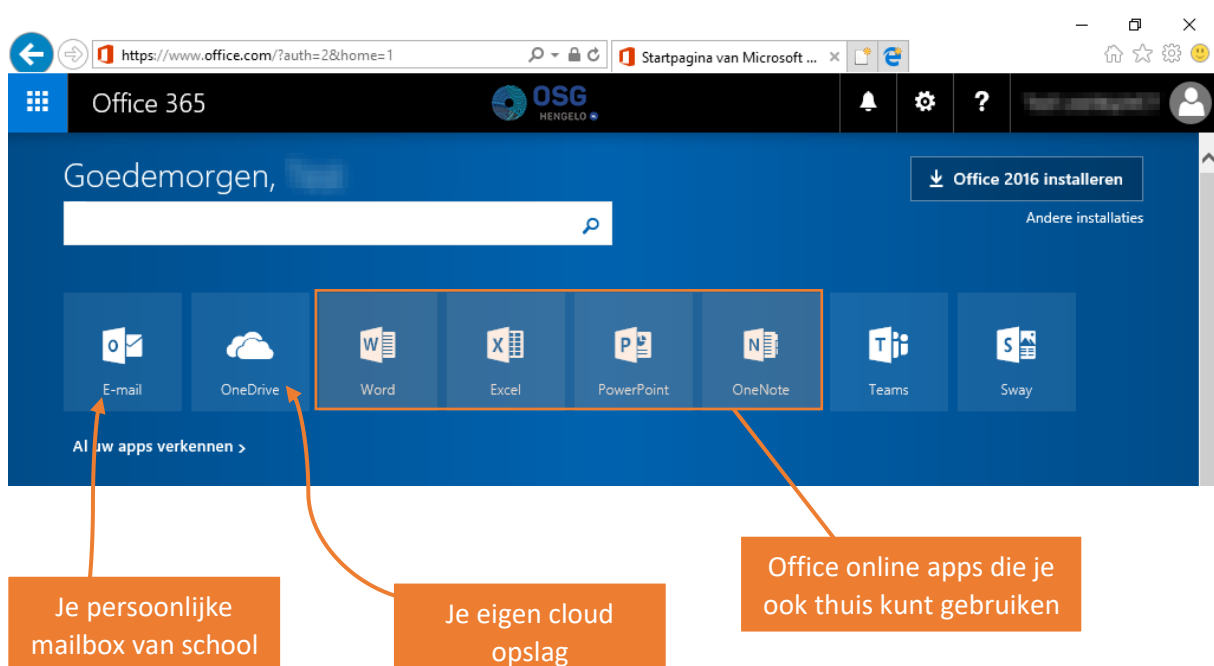 https://www.office.com/?auth=2&home=1
Startpagina van Microsoft ...
Office 365
OSG
HENGELO
?
Goedemorgen,
Office 2016 installeren
Andere installaties
E-mail
OneDrive
Word
Excel
PowerPoint
OneNote
Teams
Sway
Al uw apps verkennen >
Office online apps die je
ook thuis kunt gebruiken
Je persoonlijke
mailbox van school
Je eigen cloud
opslag